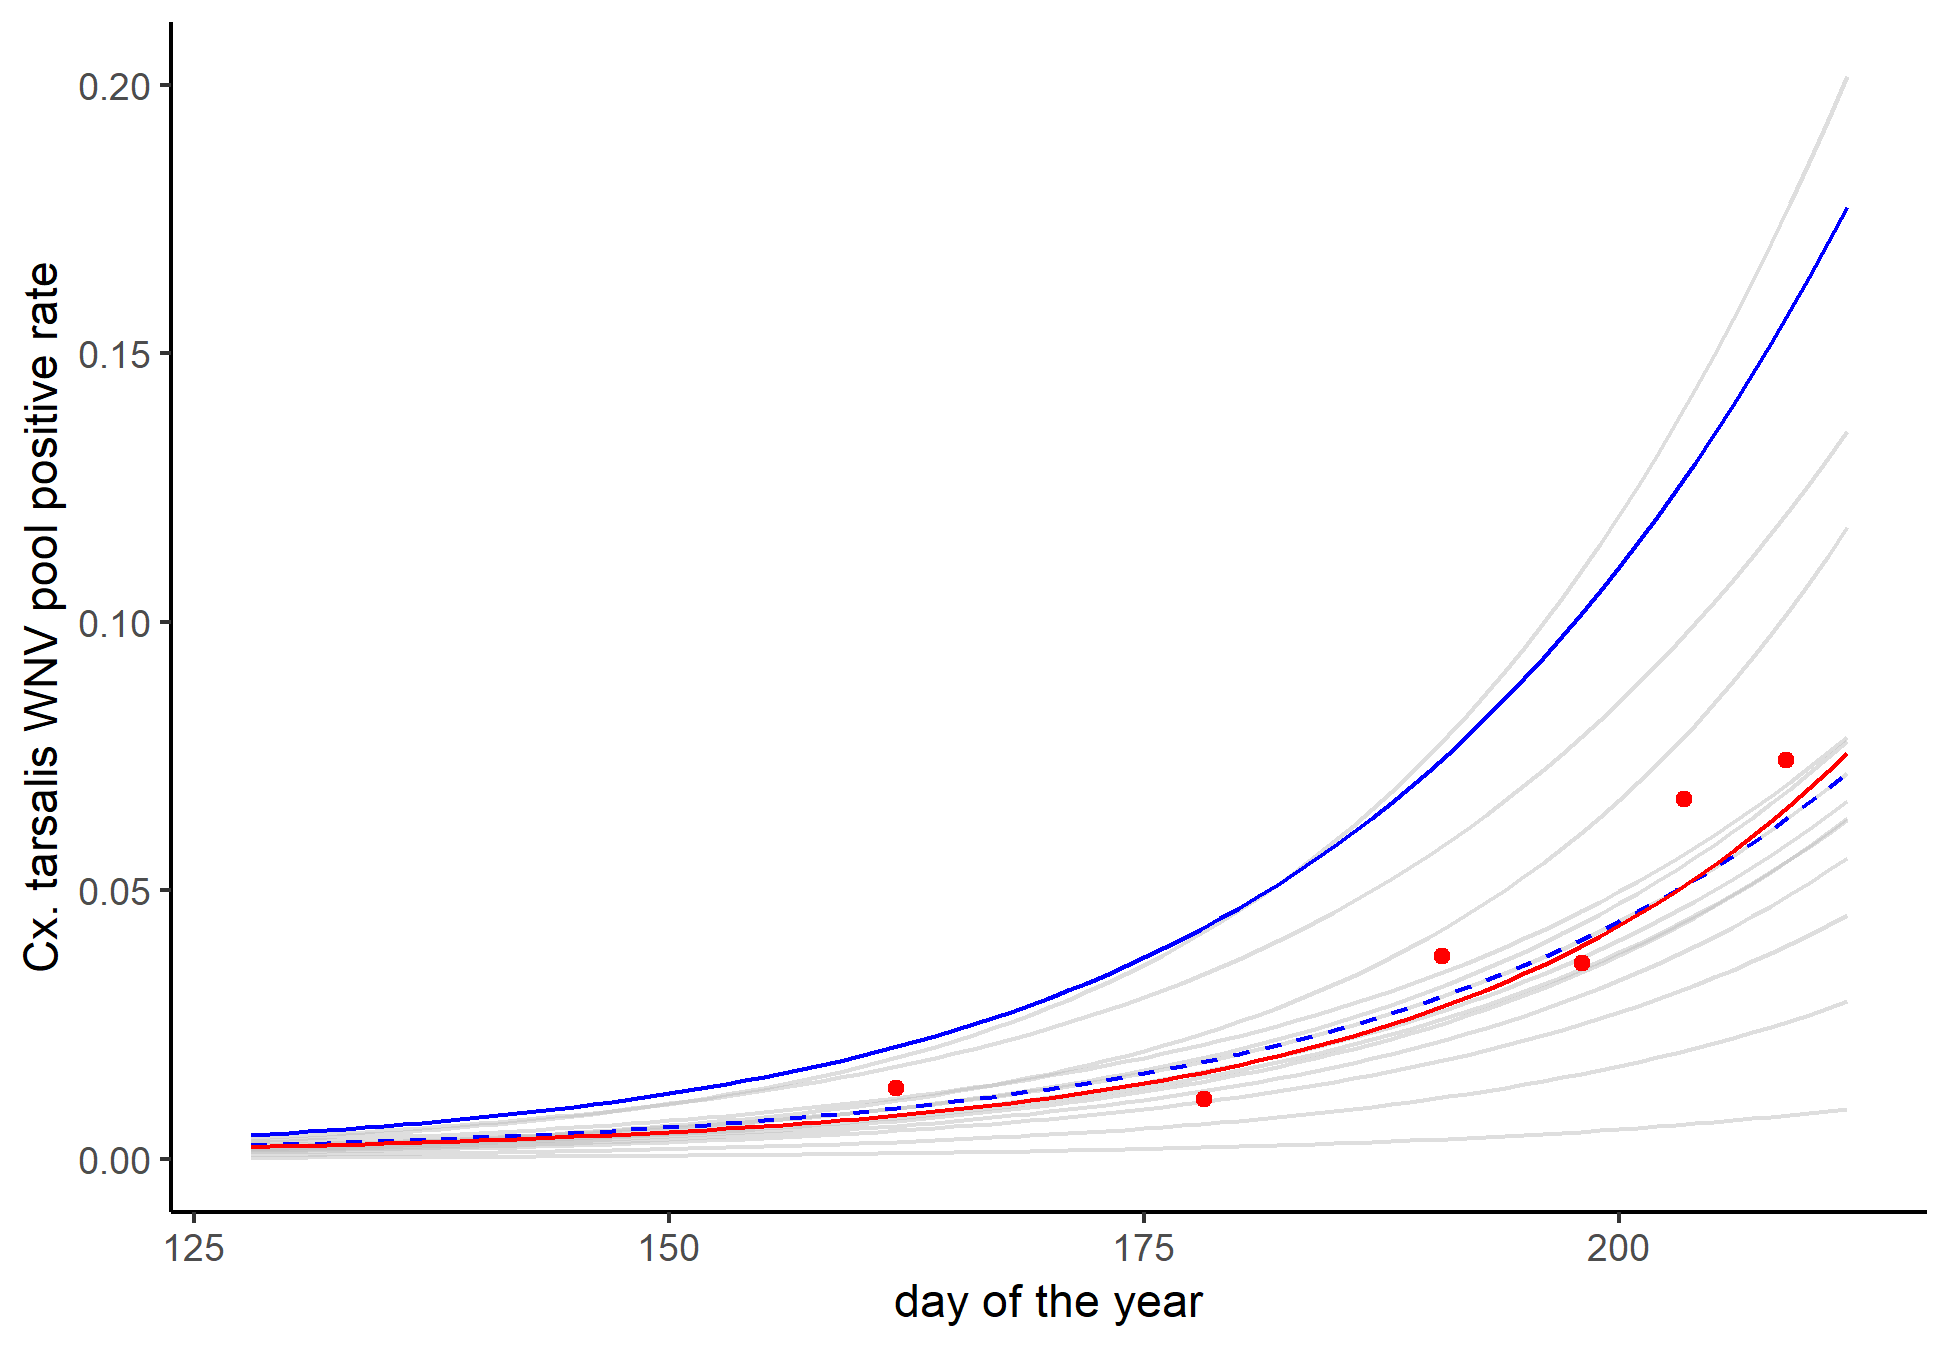 Cx. tarsalis WNV pool positive rate
0.20
0.15
0.10
0.05
0.00
125 150 175 200
day of the year